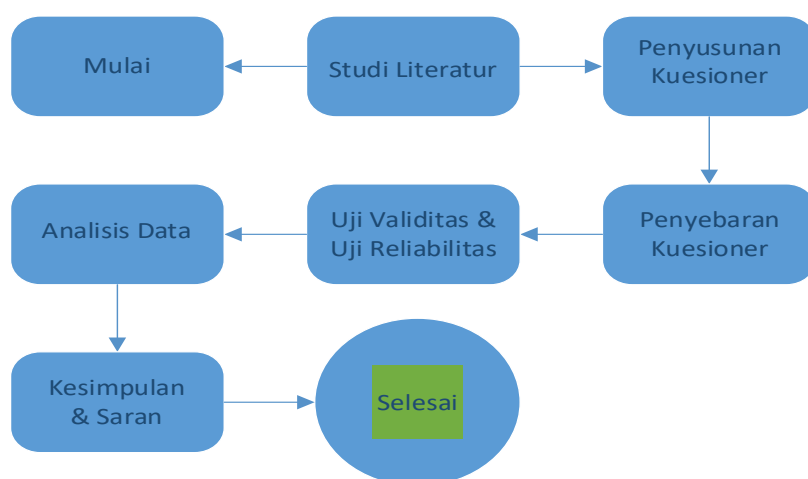 Mulai
Studi Literatur
Penyusunan
Kuesioner
Penyebaran
Kuesioner
Uji Validitas &
Uji Reliabilitas
Analisis Data
Kesimpulan
& Saran
Selesai